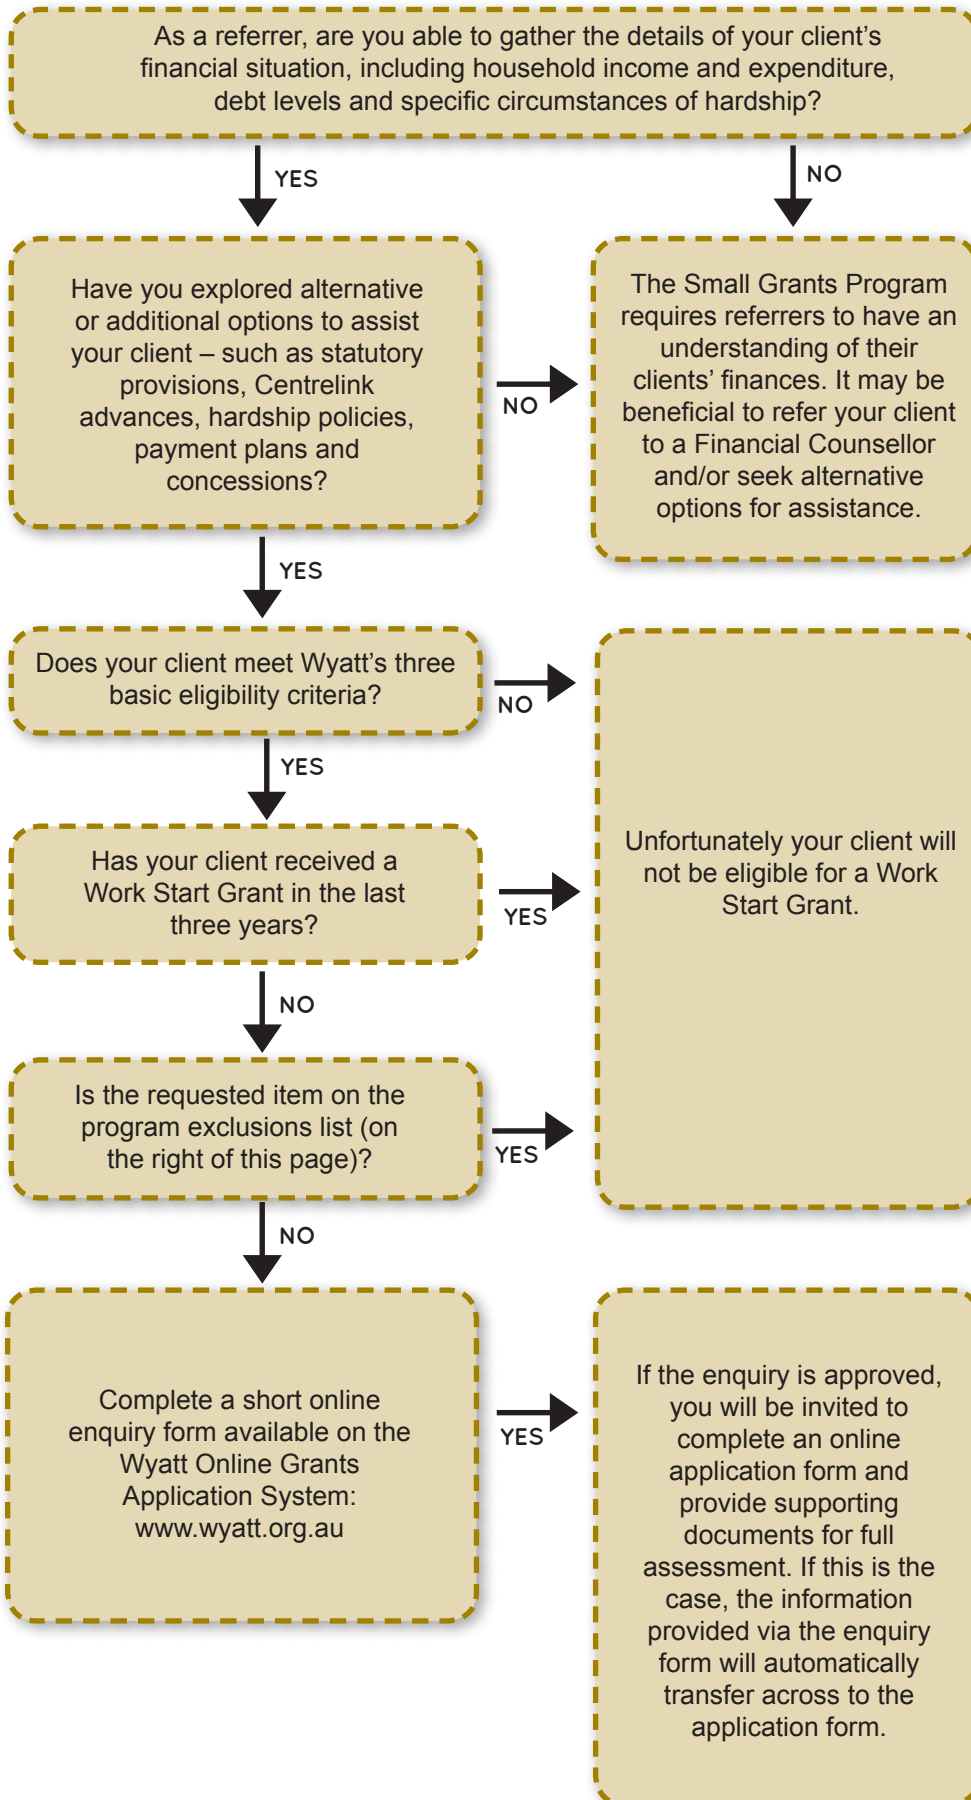 As a referrer, are you able to gather the details of your client’s
financial situation, including household income and expenditure,
debt levels and specific circumstances of hardship?
YES
NO
Have you explored alternative
or additional options to assist
your client – such as statutory
provisions, Centrelink
advances, hardship policies,
payment plans and
concessions?
NO
The Small Grants Program
requires referrers to have an
understanding of their
clients’ finances. It may be
beneficial to refer your client
to a Financial Counsellor
and/or seek alternative
options for assistance.
YES
Does your client meet Wyatt’s three
basic eligibility criteria?
NO
YES
Has your client received a
Work Start Grant in the last
three years?
YES
Unfortunately your client will
not be eligible for a Work
Start Grant.
NO
Is the requested item on the
program exclusions list (on
the right of this page)?
YES
NO
Complete a short online
enquiry form available on the
Wyatt Online Grants
Application System:
www.wyatt.org.au
YES
If the enquiry is approved,
you will be invited to
complete an online
application form and
provide supporting
documents for full
assessment. If this is the
case, the information
provided via the enquiry
form will automatically
transfer across to the
application form.